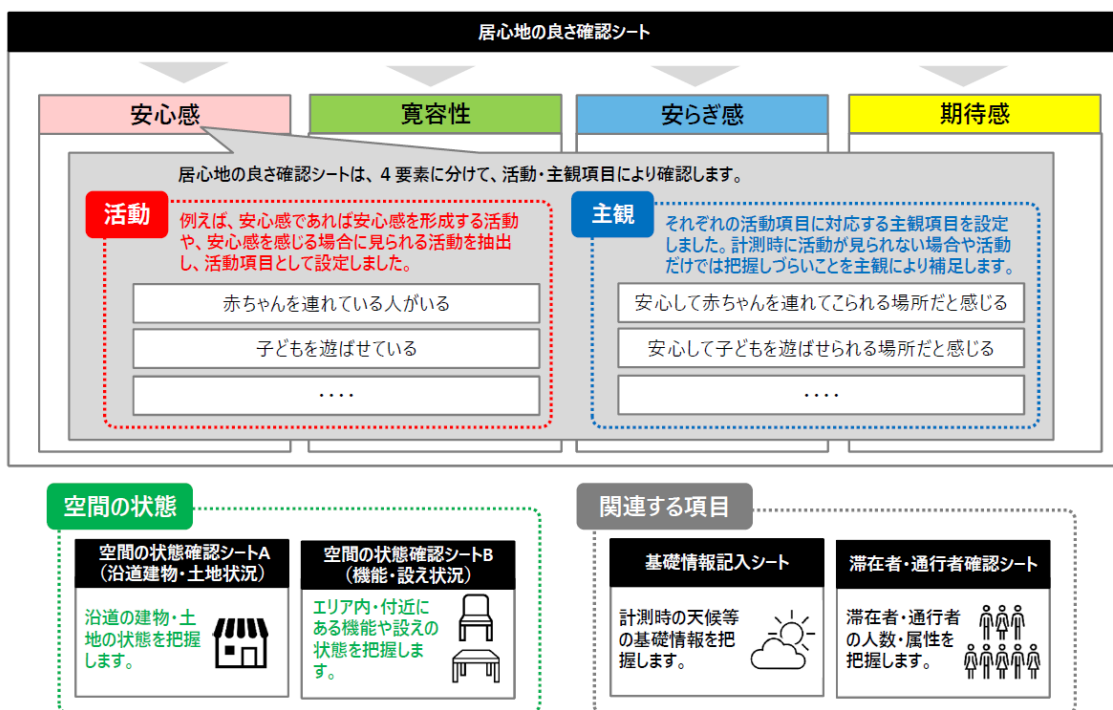 居心地の良さ確認シート
安心感
寛容性
安らぎ感
期待感
居心地の良さ確認シートは、4要素に分けて、活動・主観項目により確認します。
活動
例えば、安心感であれば安心感を形成する活動
や、安心感を感じる場合に見られる活動を抽出
し、活動項目として設定しました。
赤ちゃんを連れている人がいる
子どもを遊ばせている
・・・・
主観
それぞれの活動項目に対応する主観項目を設定
しました。計測時に活動が見られない場合や活動
だけでは把握しづらいことを主観により補足します。
安心して赤ちゃんを連れてこられる場所だと感じる
安心して子どもを遊ばせられる場所だと感じる
・・・・
空間の状態
空間の状態確認シートA
（沿道建物・土地状況）
沿道の建物・土
地の状態を把握
します。
空間の状態確認シートB
（機能・設え状況）
エリア内・付近に
ある機能や設えの
状態を把握しま
す。
関連する項目
基礎情報記入シート
計測時の天候等
の基礎情報を把
握します。
滞在者・通行者確認シート
滞在者・通行者
の人数・属性を
把握します。